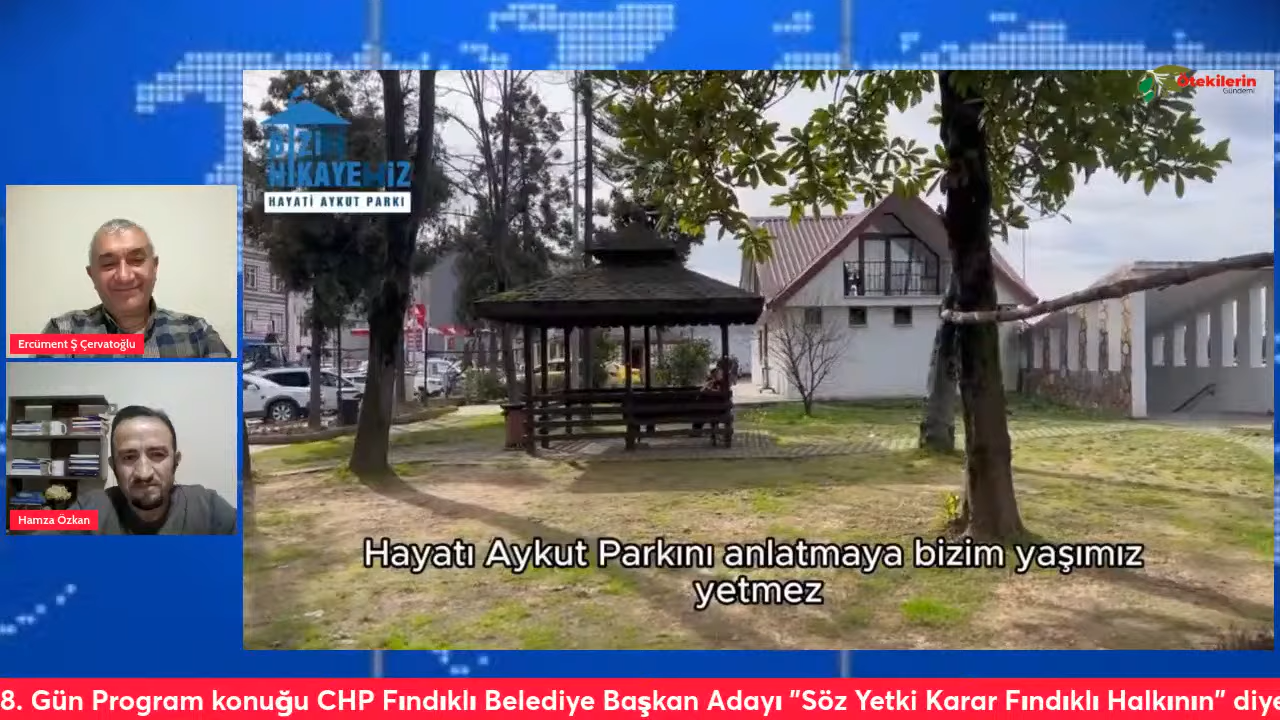 Ötekilerin
Gündemi
BİZİM
HİKAYEMİZ
HAYATİ AYKUT PARKI
Ercüment Ş Çervatoğlu
Hamza Özkan
Hayatı Aykut Parkını anlatmaya bizim yaşımız
yetmez
8. Gün Program konuğu CHP Fındıklı Belediye Başkan Adayı "Söz Yetki Karar Fındıklı Halkının" diye